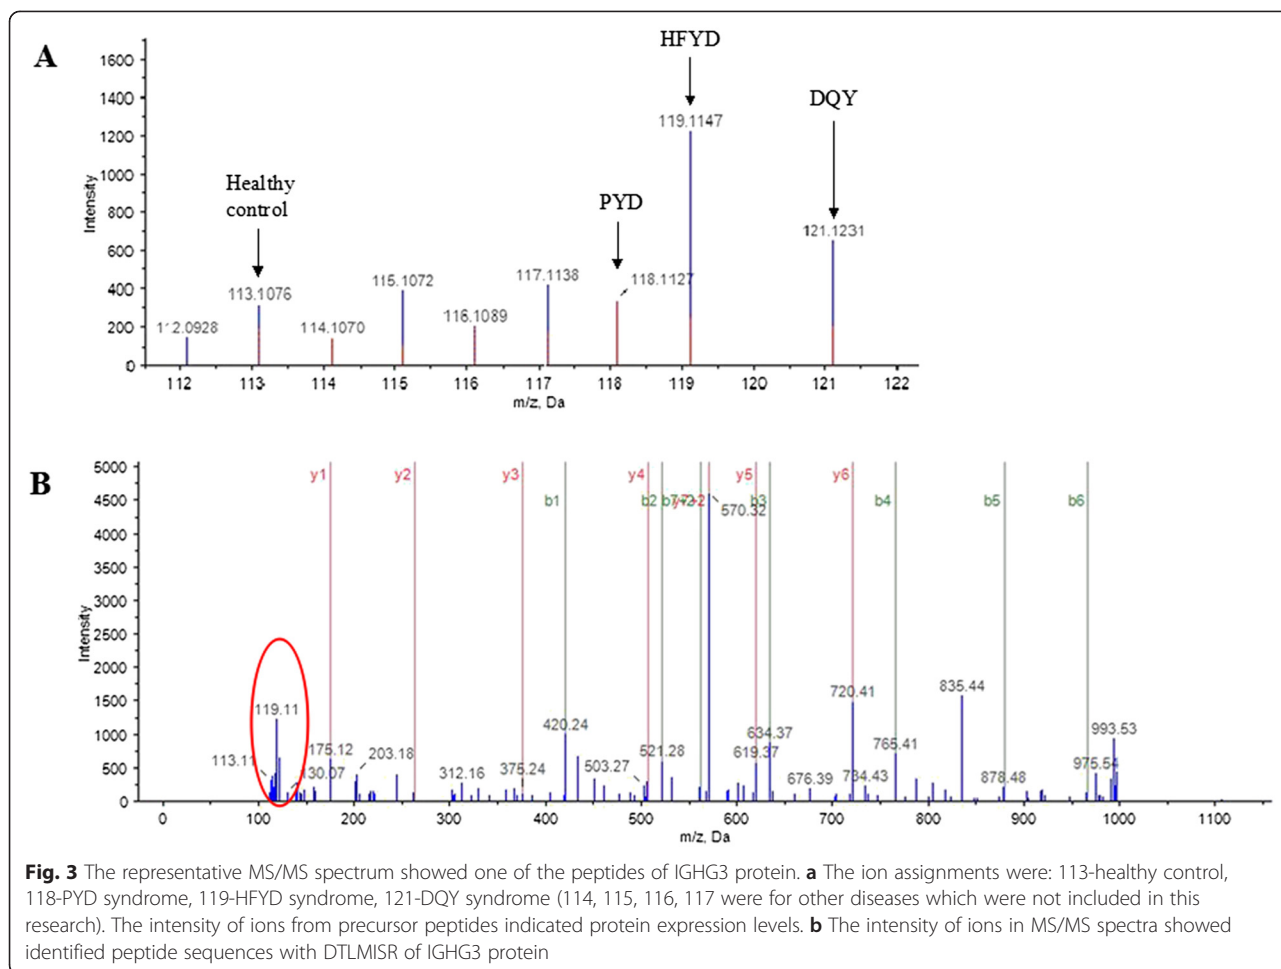 A
HFYD
DQY
Healthy
control
PYD
Intensity
1600
1400
1200
1000
800
600
400
200
0
112.0928
113.1076
114.1070
115.1072
116.1089
117.1138
118.1127
119.1147
121.1231
112 113 114 115 116 117 118 119 120 121 122
m/z, Da
B
Intensity
5000
4500
4000
3500
3000
2500
2000
1500
1000
500
0
y1 y2 y3 y4 y5 y6
b1 b2 b3 b4 b5 b6
119.11
113.11
130.07
175.12
203.18
312.16
375.24
420.24
503.27
521.28
570.32
619.37
634.37
676.39
720.41
734.43
765.41
835.44
878.48
975.54
993.53
0 100 200 300 400 500 600 700 800 900 1000 1100
m/z, Da
Fig. 3 The representative MS/MS spectrum showed one of the peptides of IGHG3 protein. a The ion assignments were: 113-healthy control,
118-PYD syndrome, 119-HFYD syndrome, 121-DQY syndrome (114, 115, 116, 117 were for other diseases which were not included in this
research). The intensity of ions from precursor peptides indicated protein expression levels. b The intensity of ions in MS/MS spectra showed
identified peptide sequences with DTLMISR of IGHG3 protein